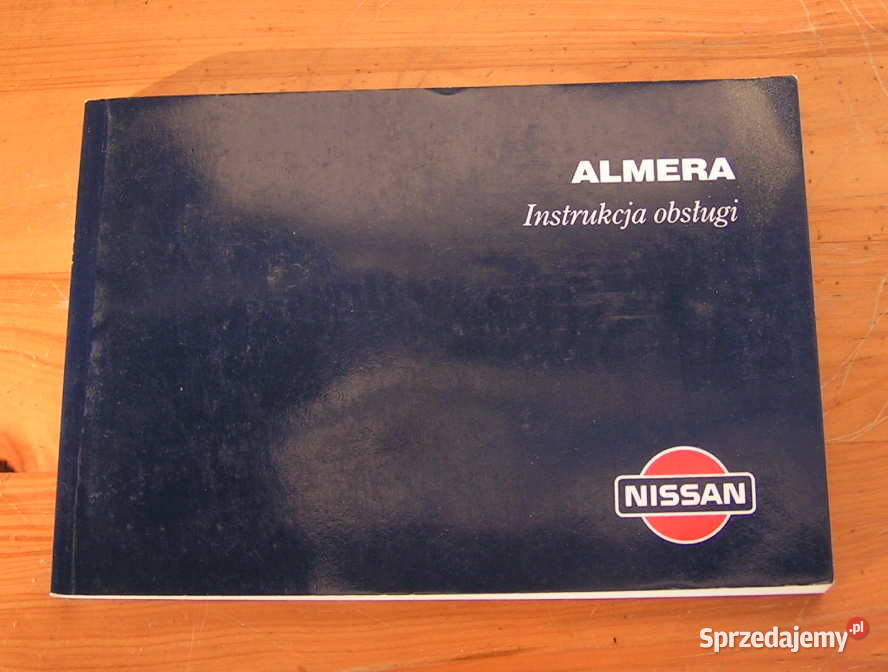 ALMERA
Instrukcja obsługi
NISSAN
Sprzedajemy.pl